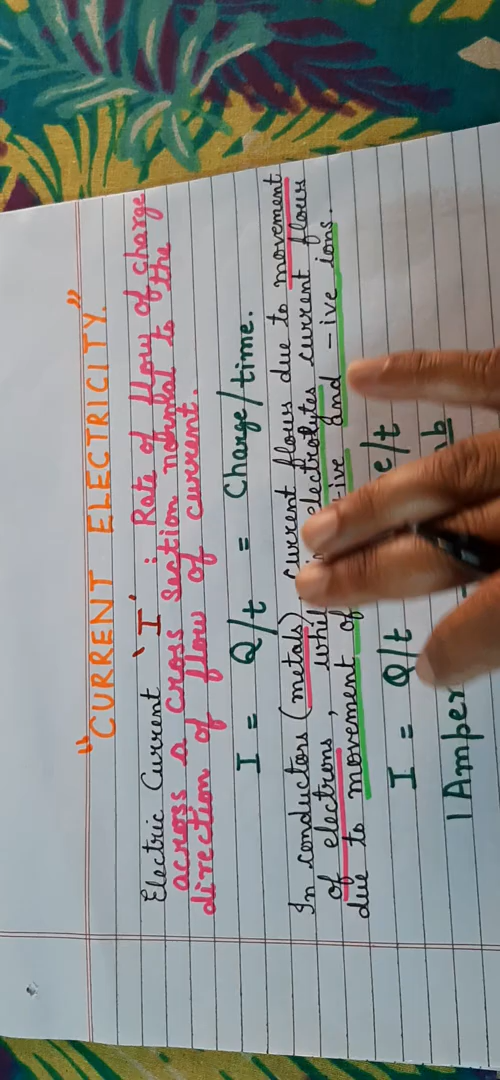 "CURRENT ELECTRICITY."
Electric Current 'I' : Rate of flow of charge
across a cross section normal to the
direction of flow of current.
I = Q/t = Charge/time.
In conductors (metals), current flows due to movement
of electrons, whil electrolytes current flows
due to movement of ive and -ive ions.
I = Q/t e/t
1 Amper